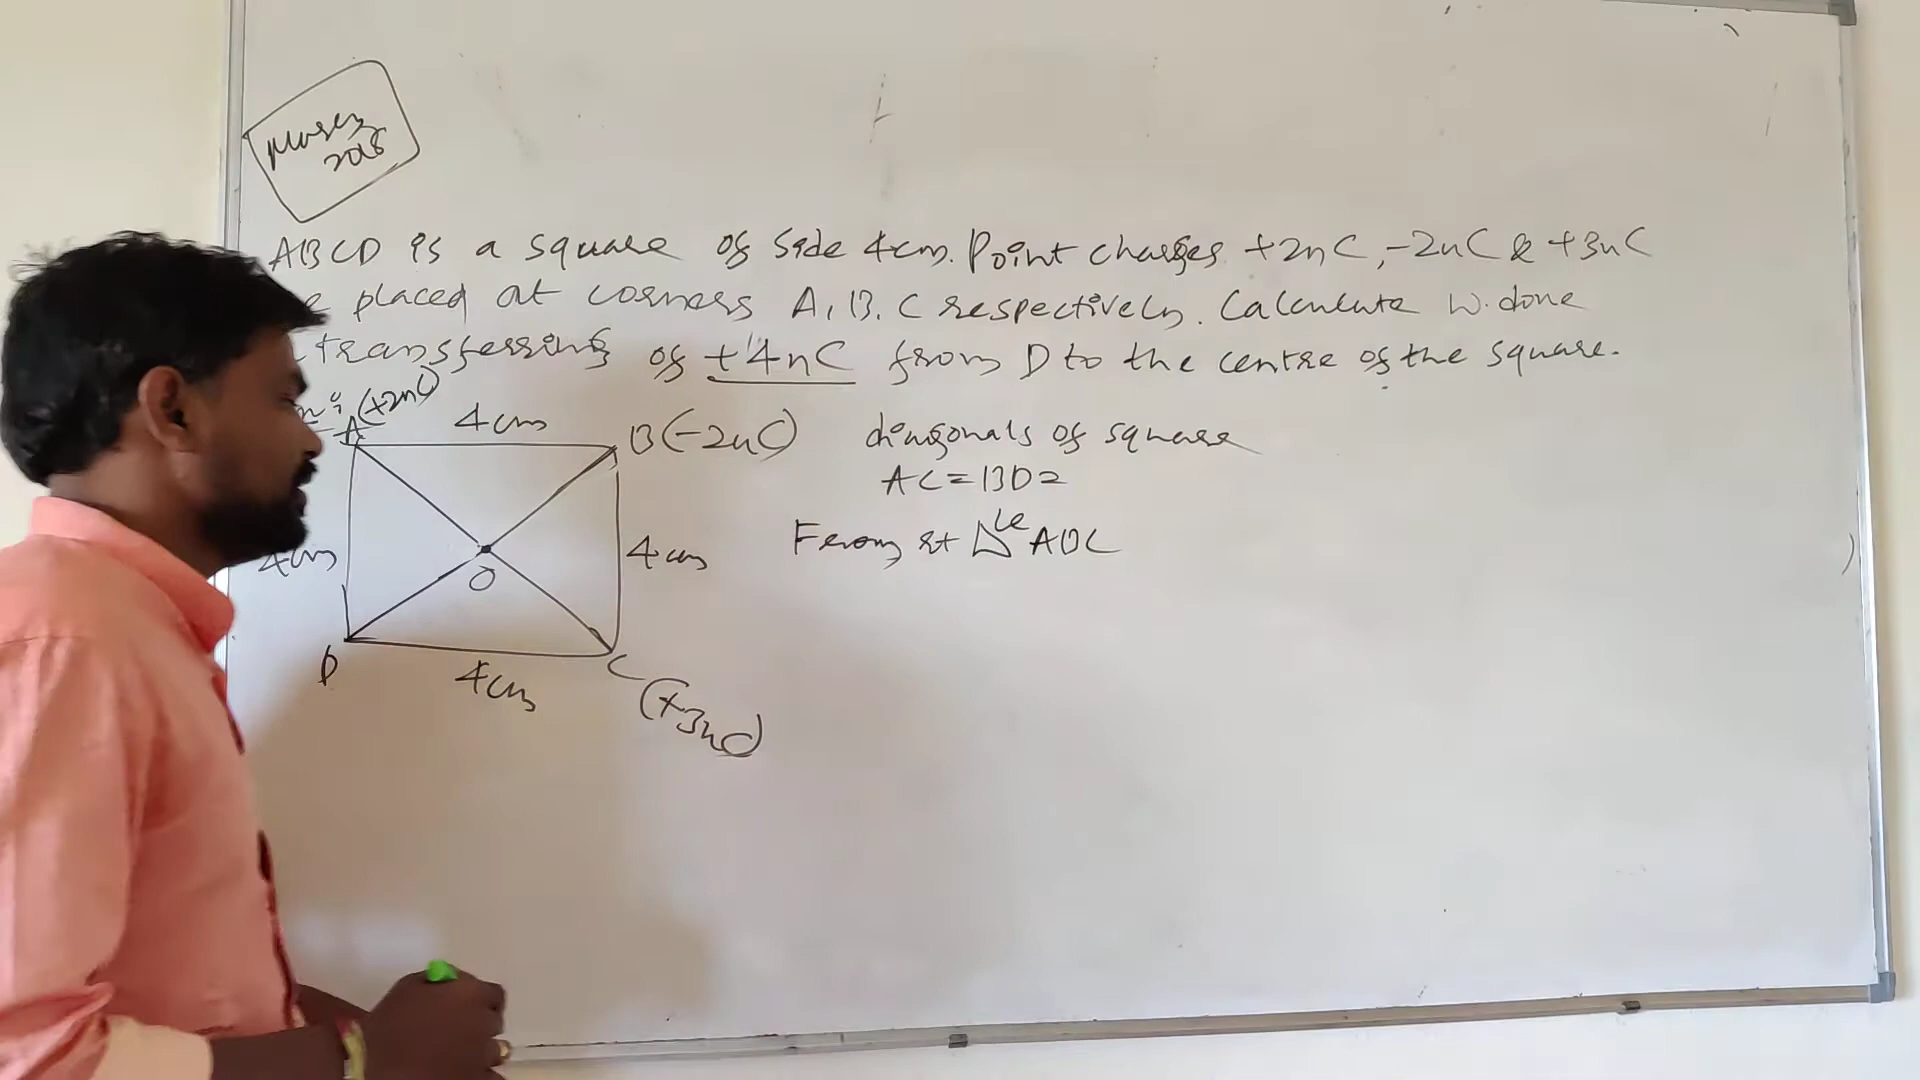 March
2018
ABCD is a square of side 4cm. Point charges +2nC, -2nC & +3nC
placed at corners A, B, C respectively. Calculate W. done
transferring of +4nC from D to the centre of the square.
A (+2nC)
4cm
B (-2nC)
diagonals of square
AC = BD =
From rt
4cm
O
4cm
D
4cm
C (+3nC)